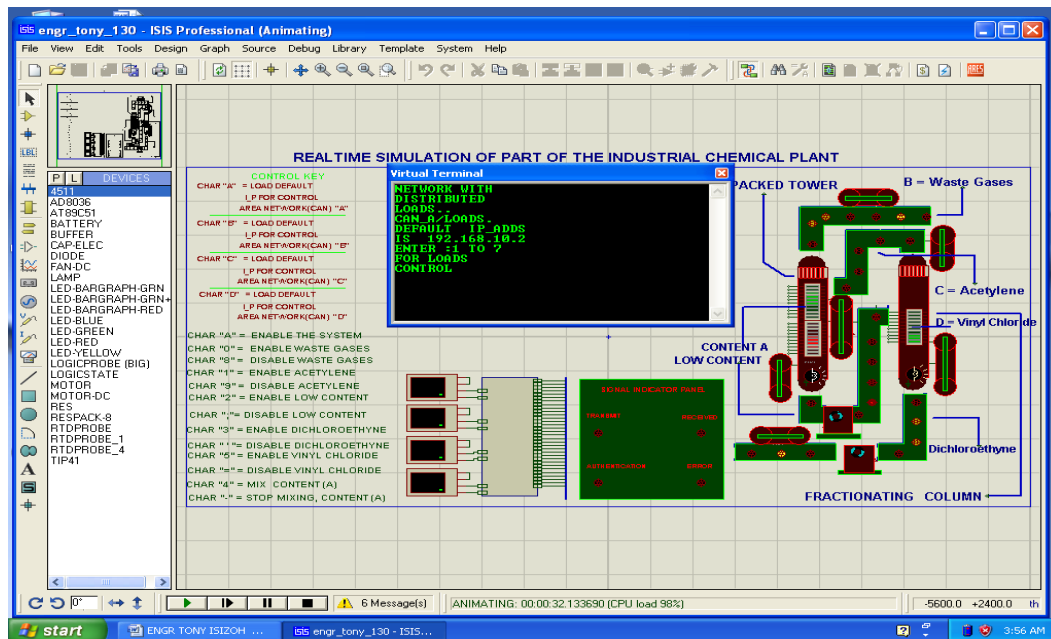 engr_tony_130 - ISIS Professional (Animating)
File View Edit Tools Design Graph Source Debug Library Template System Help
REALTIME SIMULATION OF PART OF THE INDUSTRIAL CHEMICAL PLANT
P L DEVICES
4511
AD8036
AT89C51
BATTERY
BUFFER
CAP-ELEC
DIODE
FAN-DC
LAMP
LED-BARGRAPH-GRN
LED-BARGRAPH-GRN+
LED-BARGRAPH-RED
LED-BLUE
LED-GREEN
LED-RED
LED-YELLOW
LOGICPROBE (BIG)
LOGICSTATE
MOTOR
MOTOR-DC
RES
RESPACK-8
RTDPROBE
RTDPROBE_1
RTDPROBE_4
TIP41
CONTROL KEY
CHAR "A" = LOAD DEFAULT
I_P FOR CONTROL
AREA NETWORK(CAN) "A"
CHAR "B" = LOAD DEFAULT
I_P FOR CONTROL
AREA NETWORK(CAN) "B"
CHAR "C" = LOAD DEFAULT
I_P FOR CONTROL
AREA NETWORK(CAN) "C"
CHAR "D" = LOAD DEFAULT
I_P FOR CONTROL
AREA NETWORK(CAN) "D"
CHAR "A" = ENABLE THE SYSTEM
CHAR "0" = ENABLE WASTE GASES
CHAR "8" = DISABLE WASTE GASES
CHAR "1" = ENABLE ACETYLENE
CHAR "9" = DISABLE ACETYLENE
CHAR "2" = ENABLE LOW CONTENT
CHAR ";"= DISABLE LOW CONTENT
CHAR "3" = ENABLE DICHLOROETHYNE
CHAR " ' "= DISABLE DICHLOROETHYNE
CHAR "5" = ENABLE VINYL CHLORIDE
CHAR "=" = DISABLE VINYL CHLORIDE
CHAR "4" = MIX CONTENT (A)
CHAR "-" = STOP MIXING, CONTENT (A)
Virtual Terminal
NETWORK WITH
DISTRIBUTED
LOADS..
CAN_A/LOADS.
DEFAULT IP_ADDS
IS 192.168.10.2
ENTER :1 TO 7
FOR LOADS
CONTROL
PACKED TOWER
B = Waste Gases
C = Acetylene
D = Vinyl Chloride
CONTENT A
LOW CONTENT
SIGNAL INDICATOR PANEL
TRANSMIT RECEIVED
AUTHENTICATION ERROR
Dichloroethyne
FRACTIONATING COLUMN
0°
6 Message(s)
ANIMATING: 00:00:32.133690 (CPU load 98%)
-5600.0 +2400.0 th
start
ENGR TONY ISIZOH ...
isis engr_tony_130 - ISIS...
3:56 AM